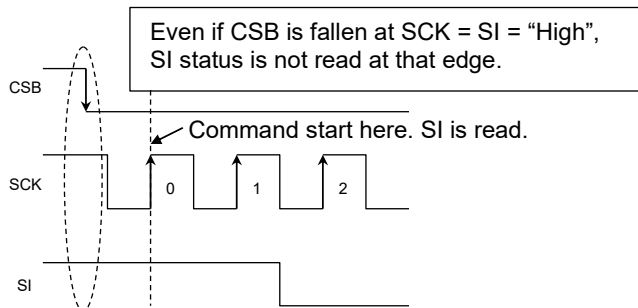 Even if CSB is fallen at SCK = SI = “High”,
SI status is not read at that edge.
CSB
Command start here. SI is read.
SCK
0
1
2
SI